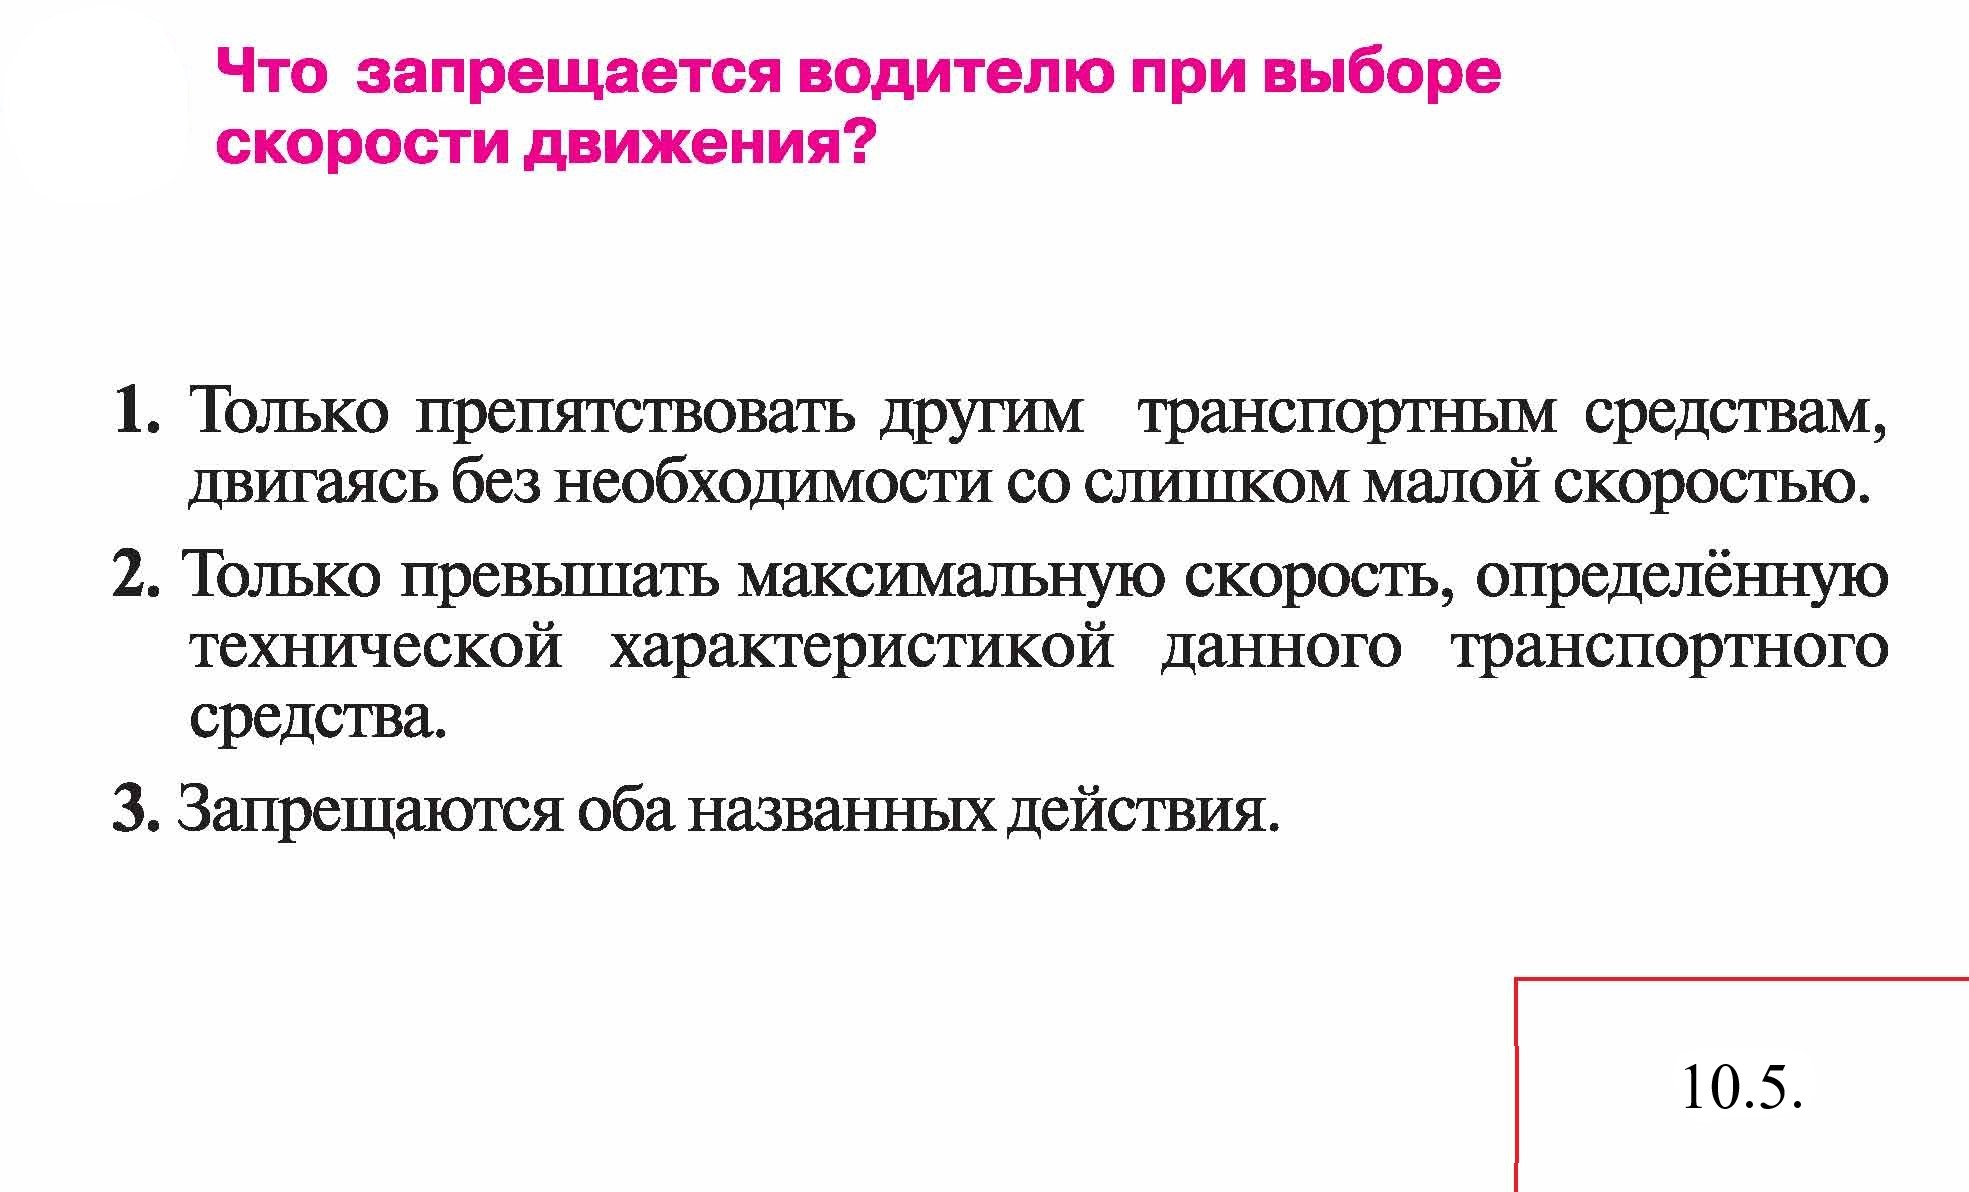 Что запрещается водителю при выборе
скорости движения?
1. Только препятствовать другим транспортным средствам,
двигаясь без необходимости со слишком малой скоростью.
2. Только превышать максимальную скорость, определённую
технической характеристикой данного транспортного
средства.
3. Запрещаются оба названных действия.
10.5.